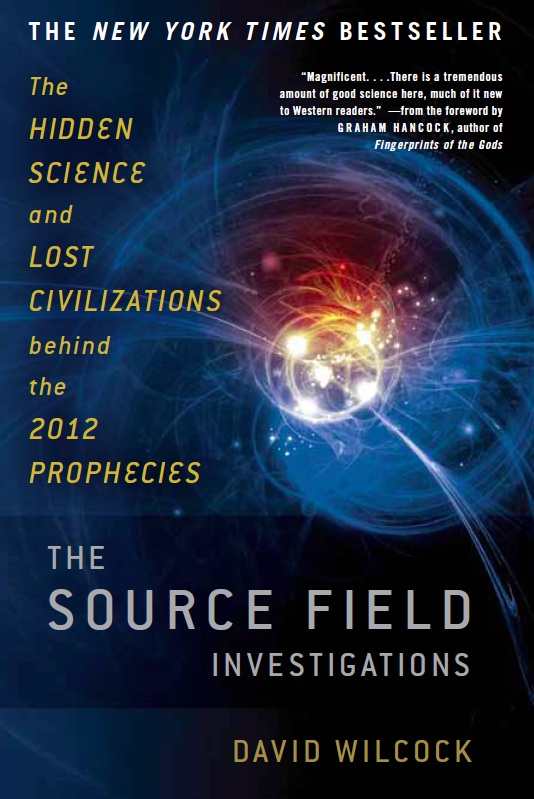 THE NEW YORK TIMES BESTSELLER
The
HIDDEN
SCIENCE
and
LOST
CIVILIZATIONS
behind
the
2012
PROPHECIES
“Magnificent. . . .There is a tremendous
amount of good science here, much of it new
to Western readers.” —from the foreword by
GRAHAM HANCOCK, author of
Fingerprints of the Gods
THE
SOURCE FIELD
INVESTIGATIONS
DAVID WILCOCK